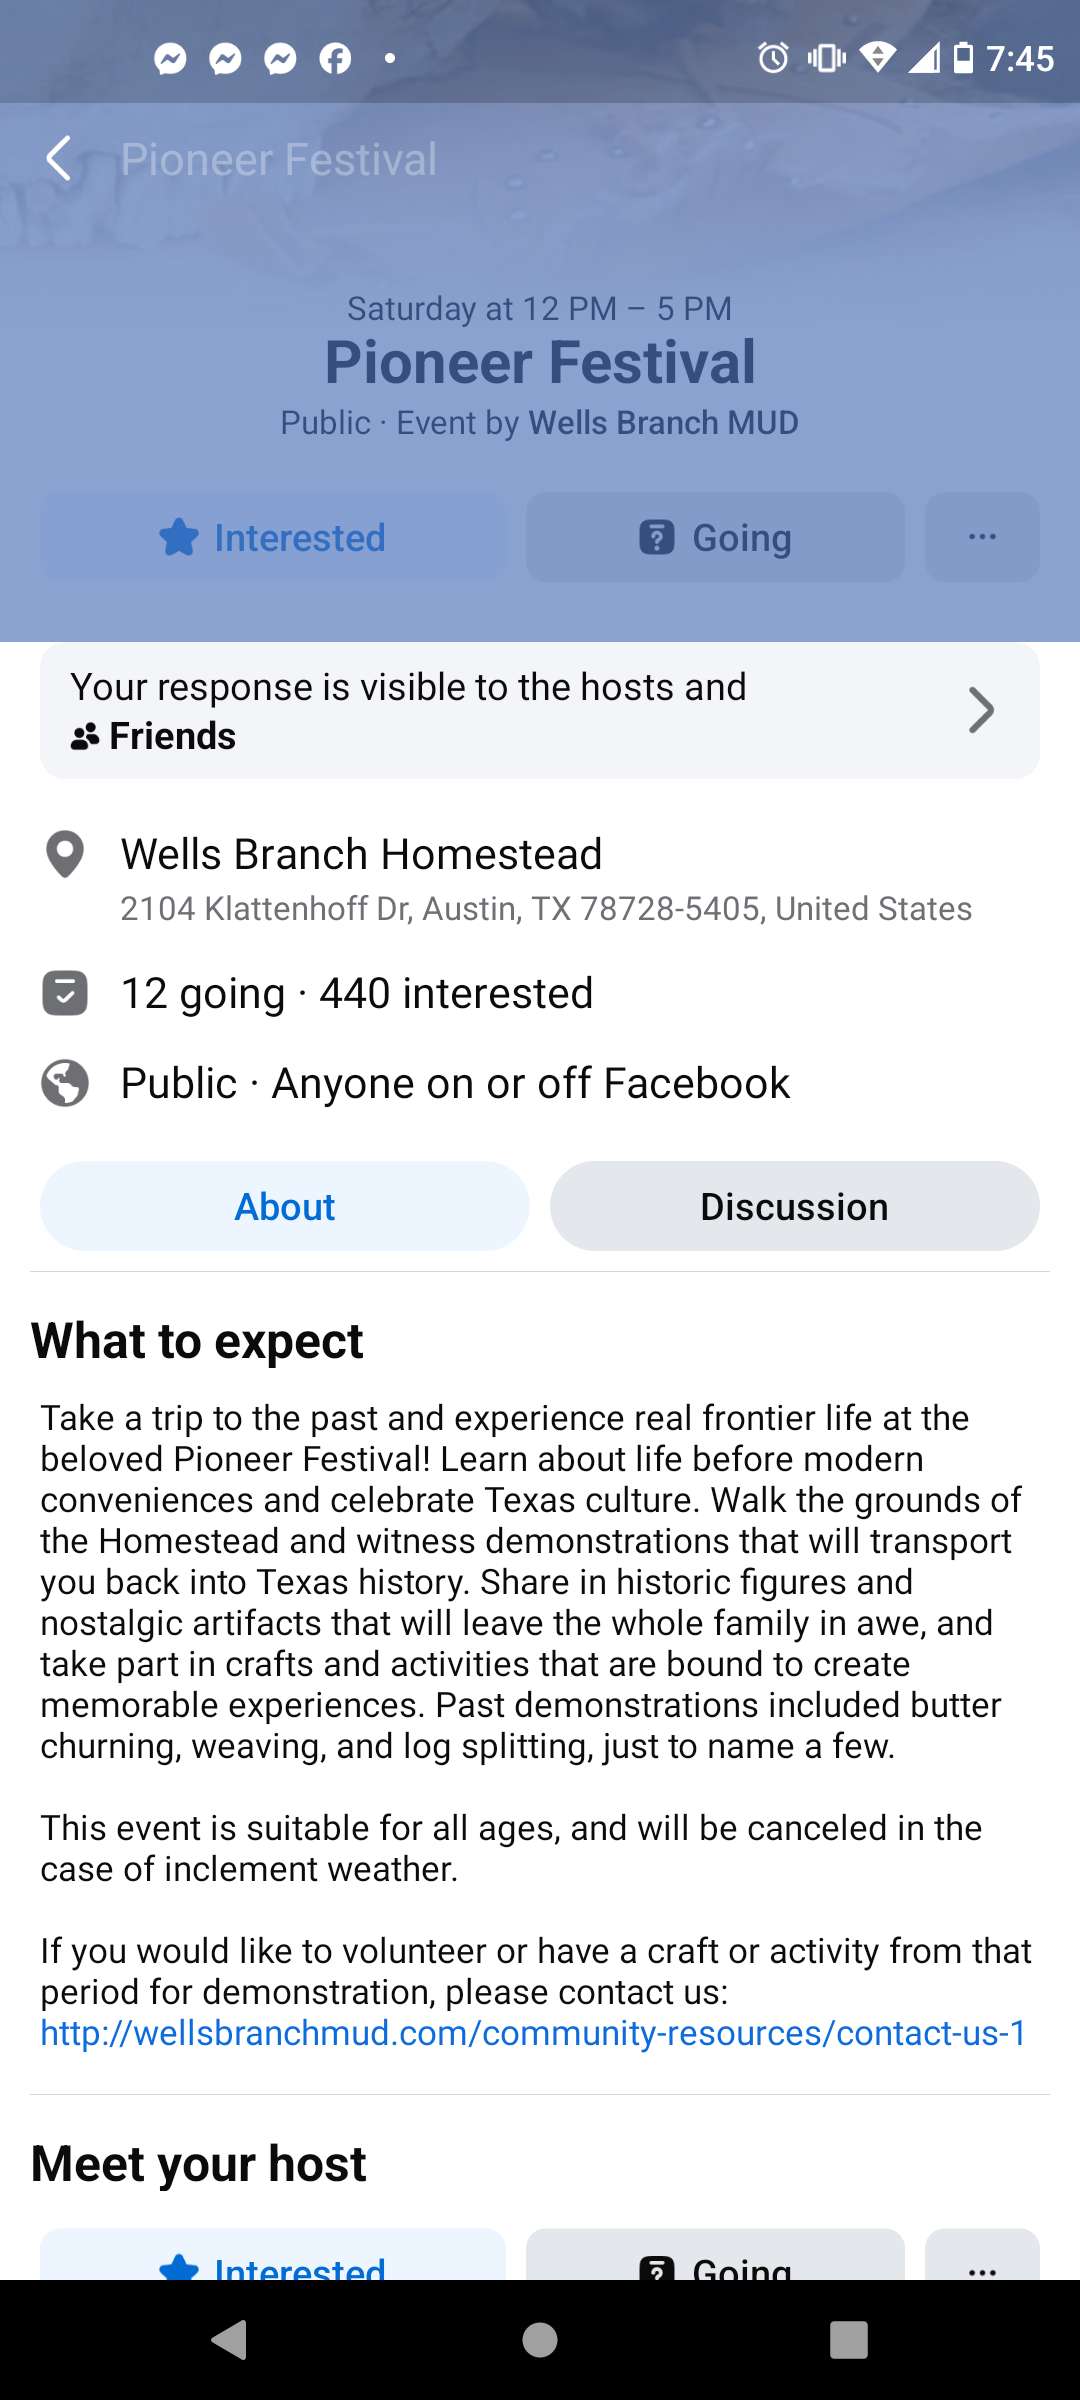 7:45
Pioneer Festival
Saturday at 12 PM – 5 PM
Pioneer Festival
Public · Event by Wells Branch MUD
Interested
Going
Your response is visible to the hosts and
Friends
Wells Branch Homestead
2104 Klattenhoff Dr, Austin, TX 78728-5405, United States
12 going · 440 interested
Public · Anyone on or off Facebook
About
Discussion
What to expect
Take a trip to the past and experience real frontier life at the
beloved Pioneer Festival! Learn about life before modern
conveniences and celebrate Texas culture. Walk the grounds of
the Homestead and witness demonstrations that will transport
you back into Texas history. Share in historic figures and
nostalgic artifacts that will leave the whole family in awe, and
take part in crafts and activities that are bound to create
memorable experiences. Past demonstrations included butter
churning, weaving, and log splitting, just to name a few.
This event is suitable for all ages, and will be canceled in the
case of inclement weather.
If you would like to volunteer or have a craft or activity from that
period for demonstration, please contact us:
http://wellsbranchmud.com/community-resources/contact-us-1
Meet your host
Interested
Going